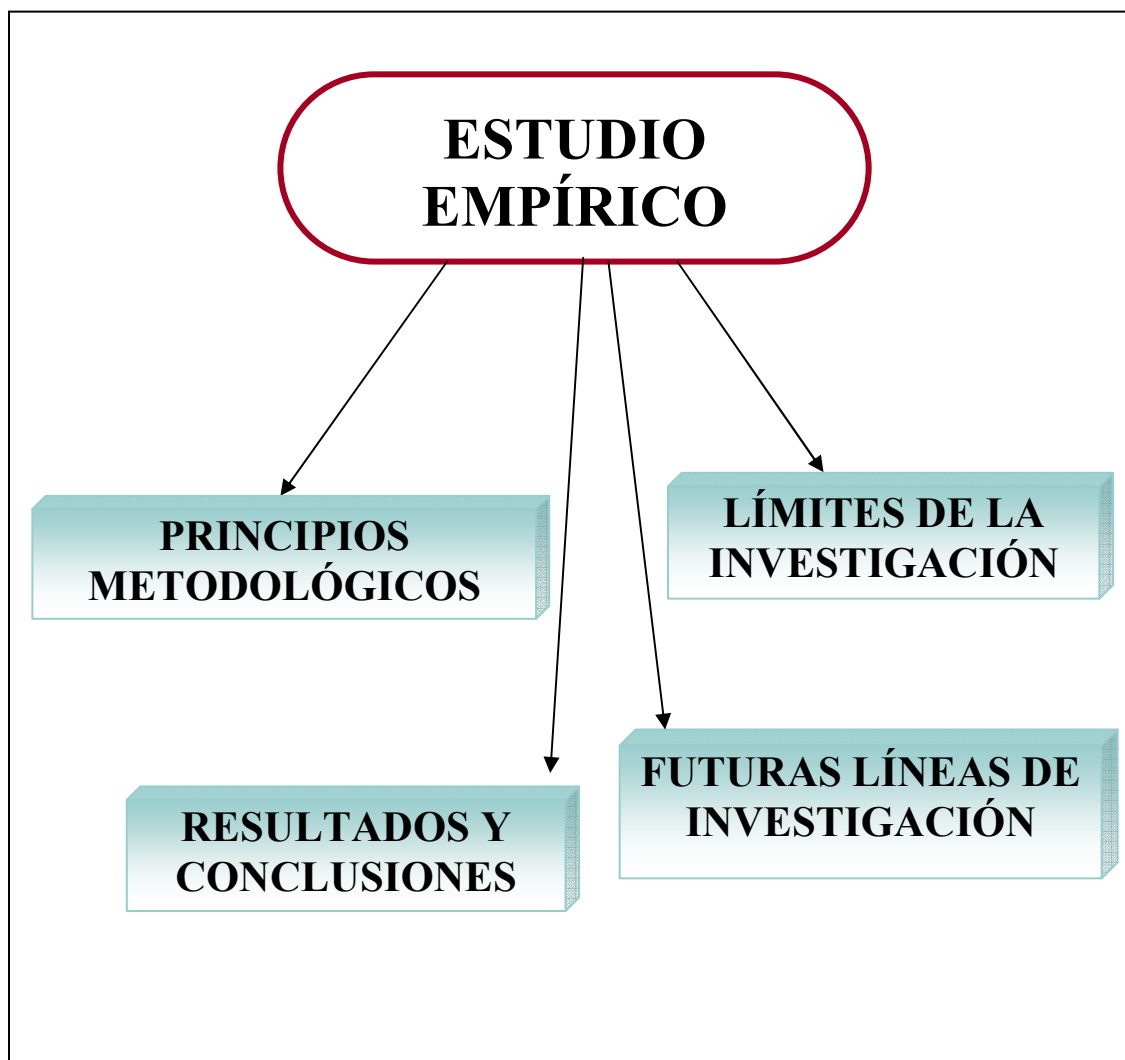 ESTUDIO
EMPÍRICO
PRINCIPIOS
METODOLÓGICOS
LÍMITES DE LA
INVESTIGACIÓN
RESULTADOS Y
CONCLUSIONES
FUTURAS LÍNEAS DE
INVESTIGACIÓN